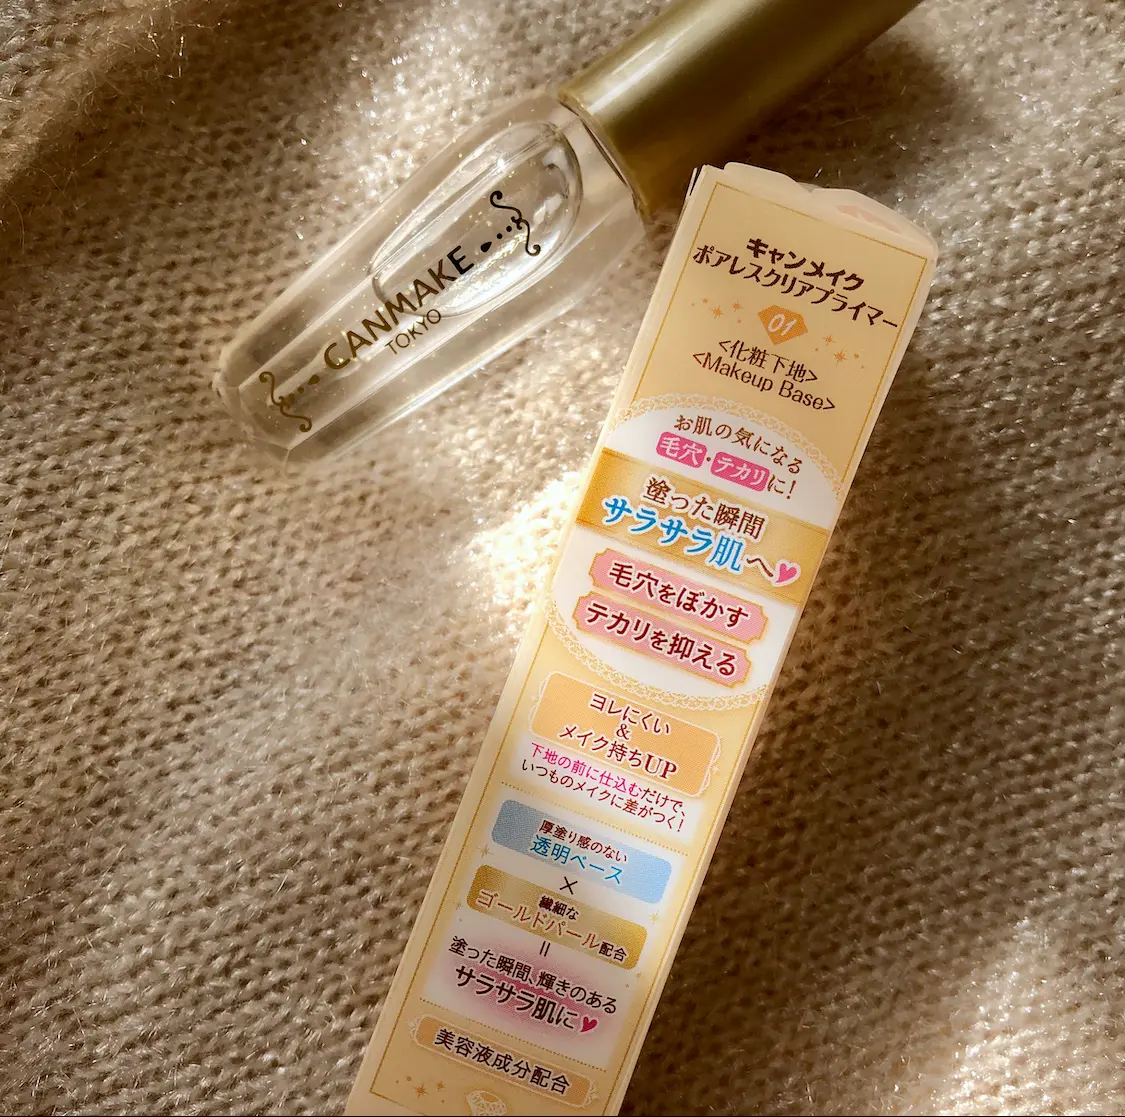 CANMAKE
TOKYO
キャンメイク
ポアレスクリアプライマー
01
<化粧下地>
<Makeup Base>
お肌の気になる
毛穴・テカリに!
塗った瞬間
サラサラ肌へ
毛穴をぼかす
テカリを抑える
ヨレにくい
&
メイク持ちUP
下地の前に仕込むだけで、
いつものメイクに差がつく!
厚塗り感のない
透明ベース
×
繊細な
ゴールドパール配合
=
塗った瞬間、輝きのある
サラサラ肌に
美容液成分配合